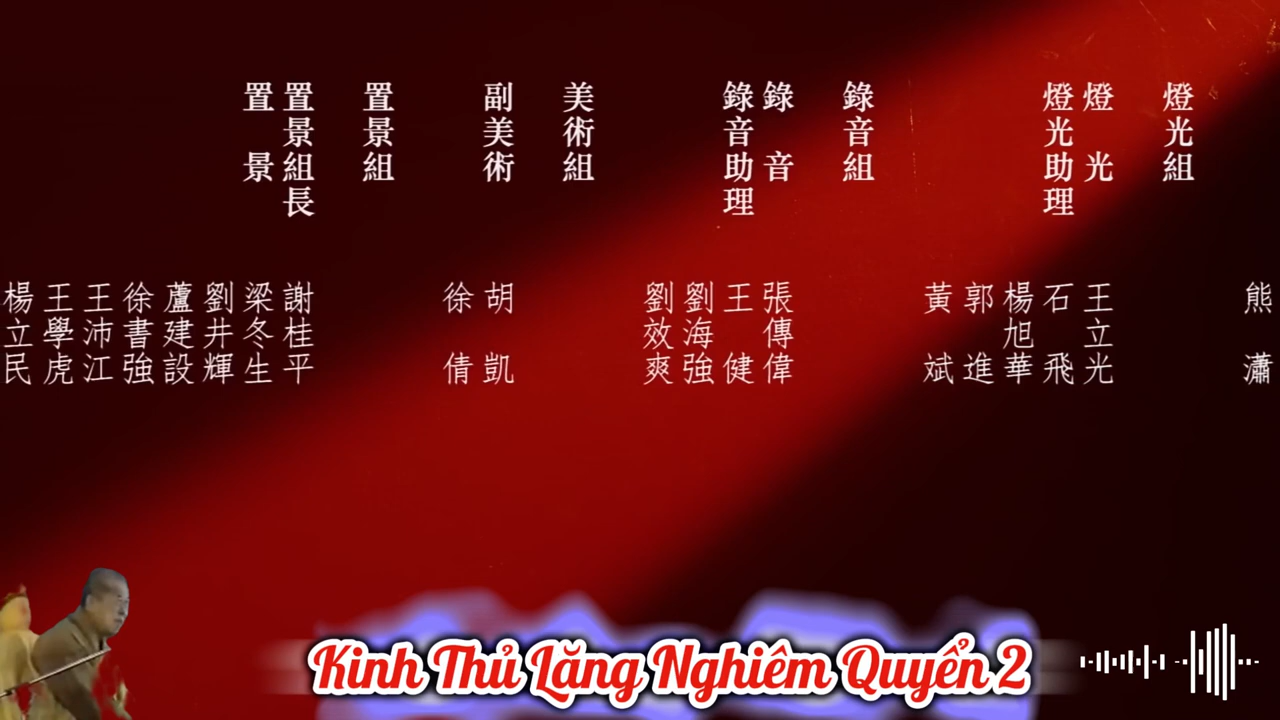 熊瀟
燈光組
燈光
王立光
燈光助理
石飛
楊旭華
郭進
黃斌
錄音組
錄音
張傳偉
錄音助理
王健
劉海強
劉效爽
美術組
副美術
胡凱
徐倩
置景組
置景組長
謝桂平
置景
梁冬生
劉井輝
蘆建設
徐書強
王沛江
王學虎
楊立民
Kinh Thủ Lăng Nghiêm Quyển 2